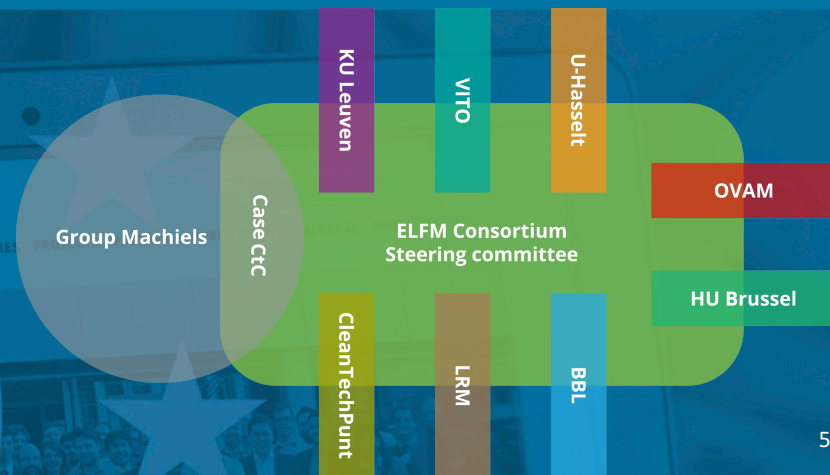 KU Leuven
VITO
U-Hasselt
OVAM
Group Machiels
Case CtC
ELFM Consortium
Steering committee
HU Brussel
CleanTechPunt
LRM
BBL
5